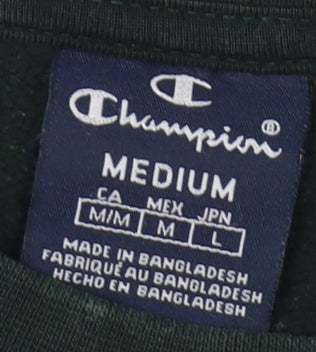 Champion®
MEDIUM
CA MEX JPN
M/M M L
MADE IN BANGLADESH
FABRIQUÉ AU BANGLADESH
HECHO EN BANGLADESH